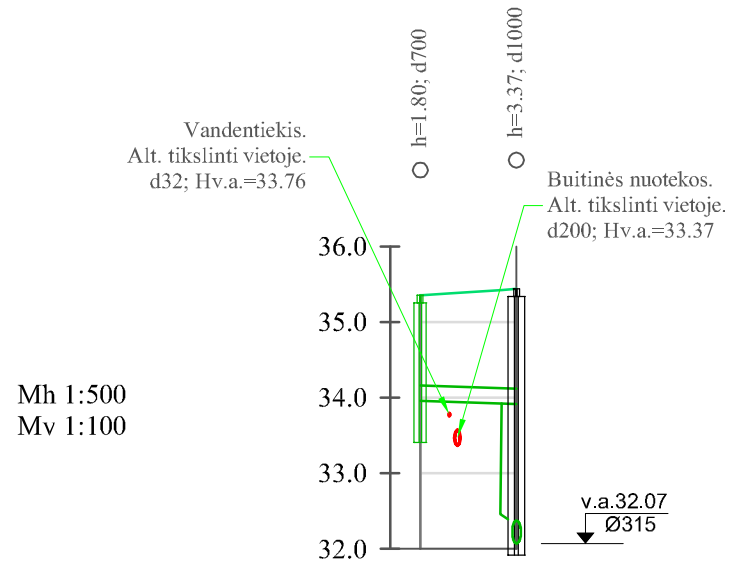 h=1.80; d700
h=3.37; d1000
Vandentiekis.
Alt. tikslinti vietoje.
d32; Hv.a.=33.76
Buitinės nuotekos.
Alt. tikslinti vietoje.
d200; Hv.a.=33.37
36.0
35.0
34.0
33.0
32.0
Mh 1:500
Mv 1:100
v.a.32.07
Ø315